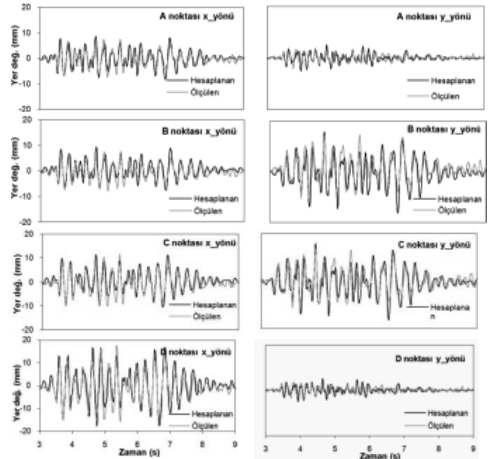 A noktası x_yönü
20
10
0
-10
-20
Yer değ. (mm)
Hesaplanan
Ölçülen
A noktası y_yönü
Hesaplanan
Ölçülen
B noktası x_yönü
20
10
0
-10
-20
Yer değ. (mm)
Hesaplanan
Ölçülen
B noktası y_yönü
Hesaplanan
Ölçülen
C noktası x_yönü
20
10
0
-10
-20
Yer değ. (mm)
Hesaplanan
Ölçülen
C noktası y_yönü
Hesaplana
n
D noktası x_yönü
20
10
0
-10
-20
Yer değ. (mm)
Hesaplanan
Ölçülen
3 4 5 6 7 8 9
Zaman (s)
D noktası y_yönü
Hesaplanan
Ölçülen
3 4 5 6 7 8 9
Zaman (s)